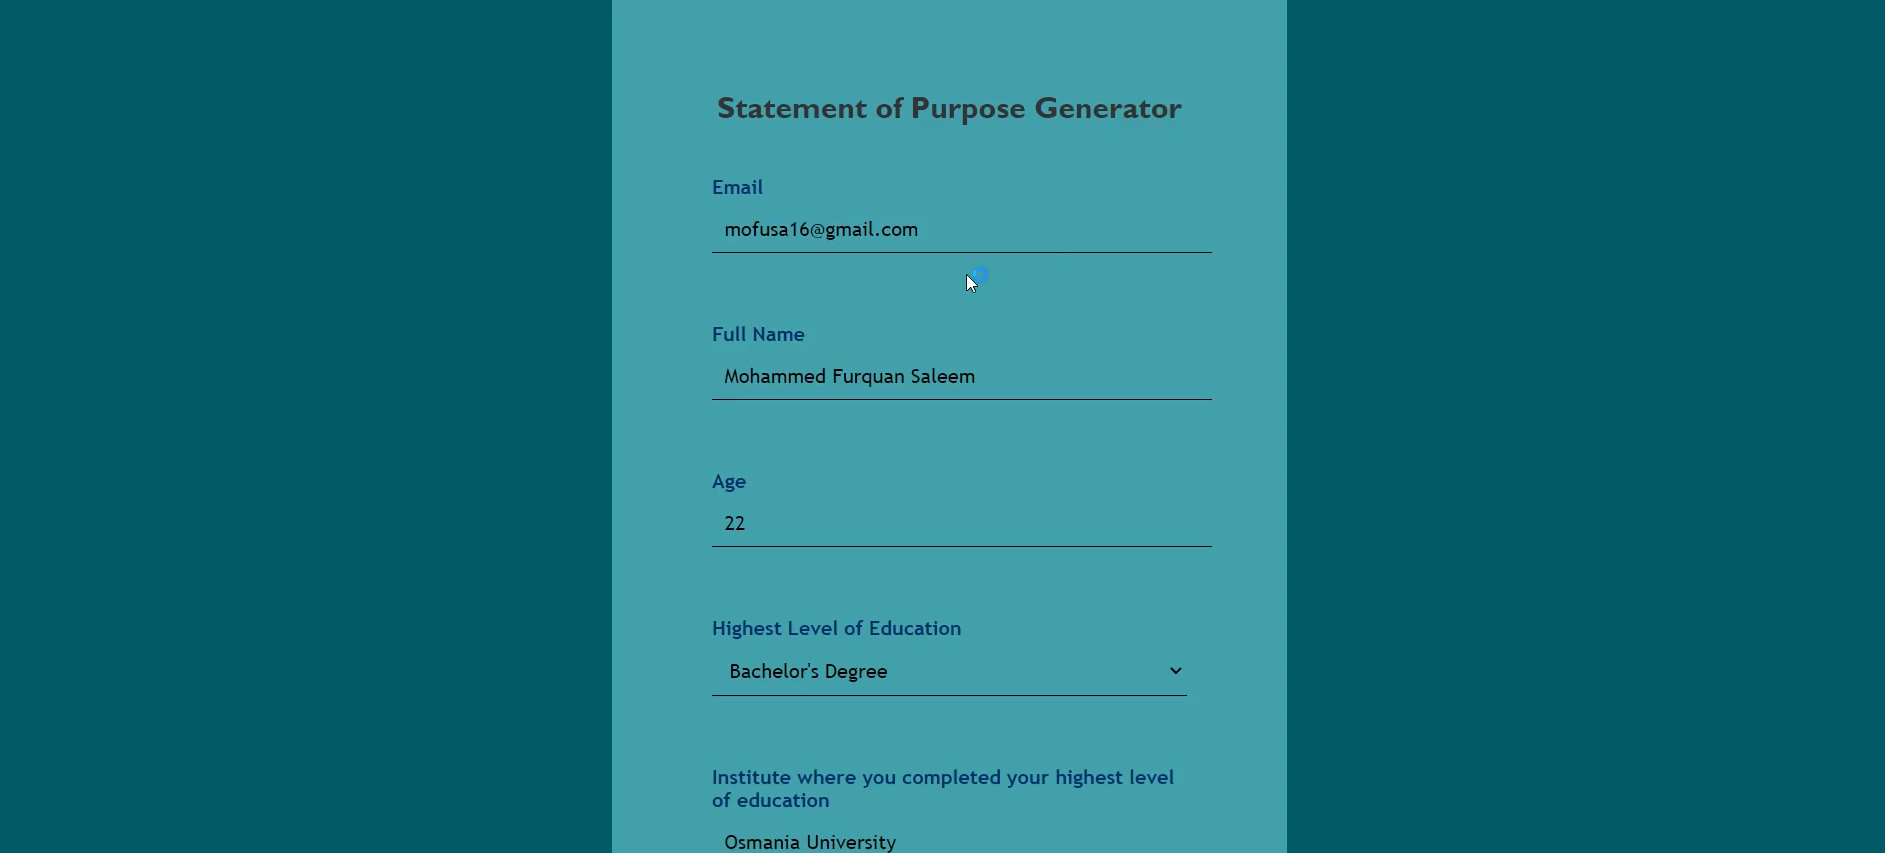 Statement of Purpose Generator
Email
mofusa16@gmail.com
Full Name
Mohammed Furquan Saleem
Age
22
Highest Level of Education
Bachelor's Degree
Institute where you completed your highest level
of education
Osmania University